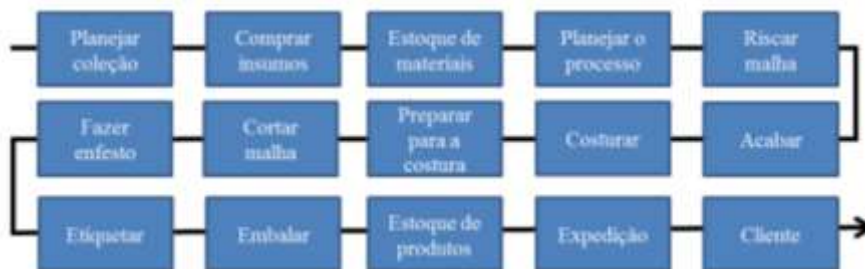 Planejar
coleção
Comprar
insumos
Estoque de
materiais
Planejar o
processo
Riscar
malha
Fazer
enfesto
Cortar
malha
Preparar
para a
costura
Costurar
Acabar
Etiquetar
Embalar
Estoque de
produtos
Expedição
Cliente